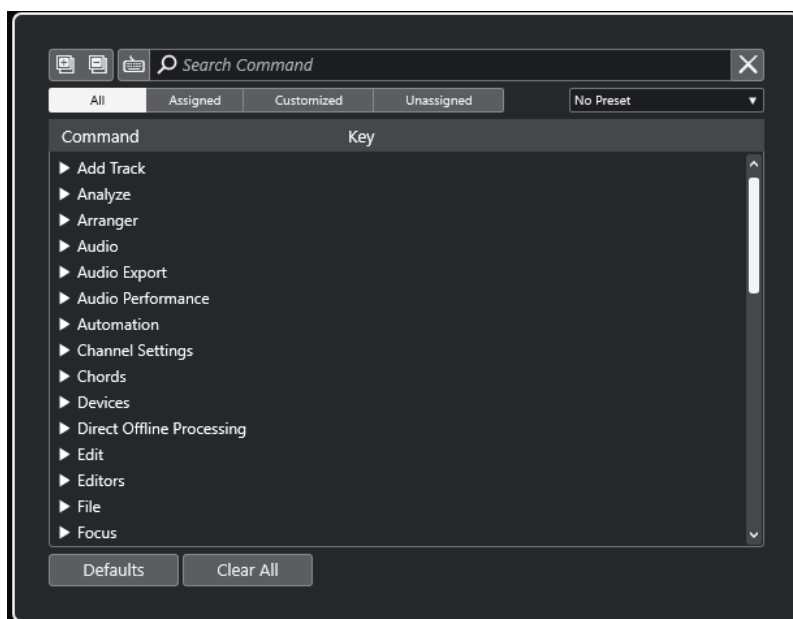 Search Command
All Assigned Customized Unassigned No Preset
Command Key
Add Track
Analyze
Arranger
Audio
Audio Export
Audio Performance
Automation
Channel Settings
Chords
Devices
Direct Offline Processing
Edit
Editors
File
Focus
Defaults Clear All